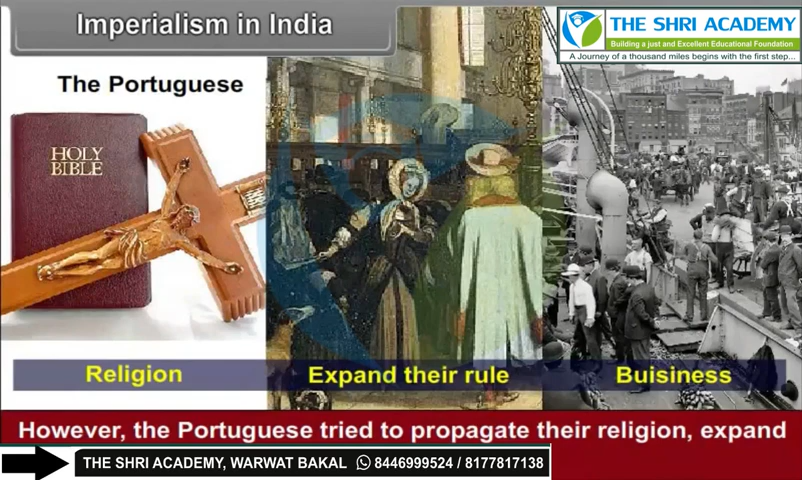 Imperialism in India
THE SHRI ACADEMY
Building a just and Excellent Educational Foundation
A Journey of a thousand miles begins with the first step...
The Portuguese
HOLY
BIBLE
Religion
Expand their rule
Buisiness
However, the Portuguese tried to propagate their religion, expand
THE SHRI ACADEMY, WARWAT BAKAL 8446999524 / 8177817138